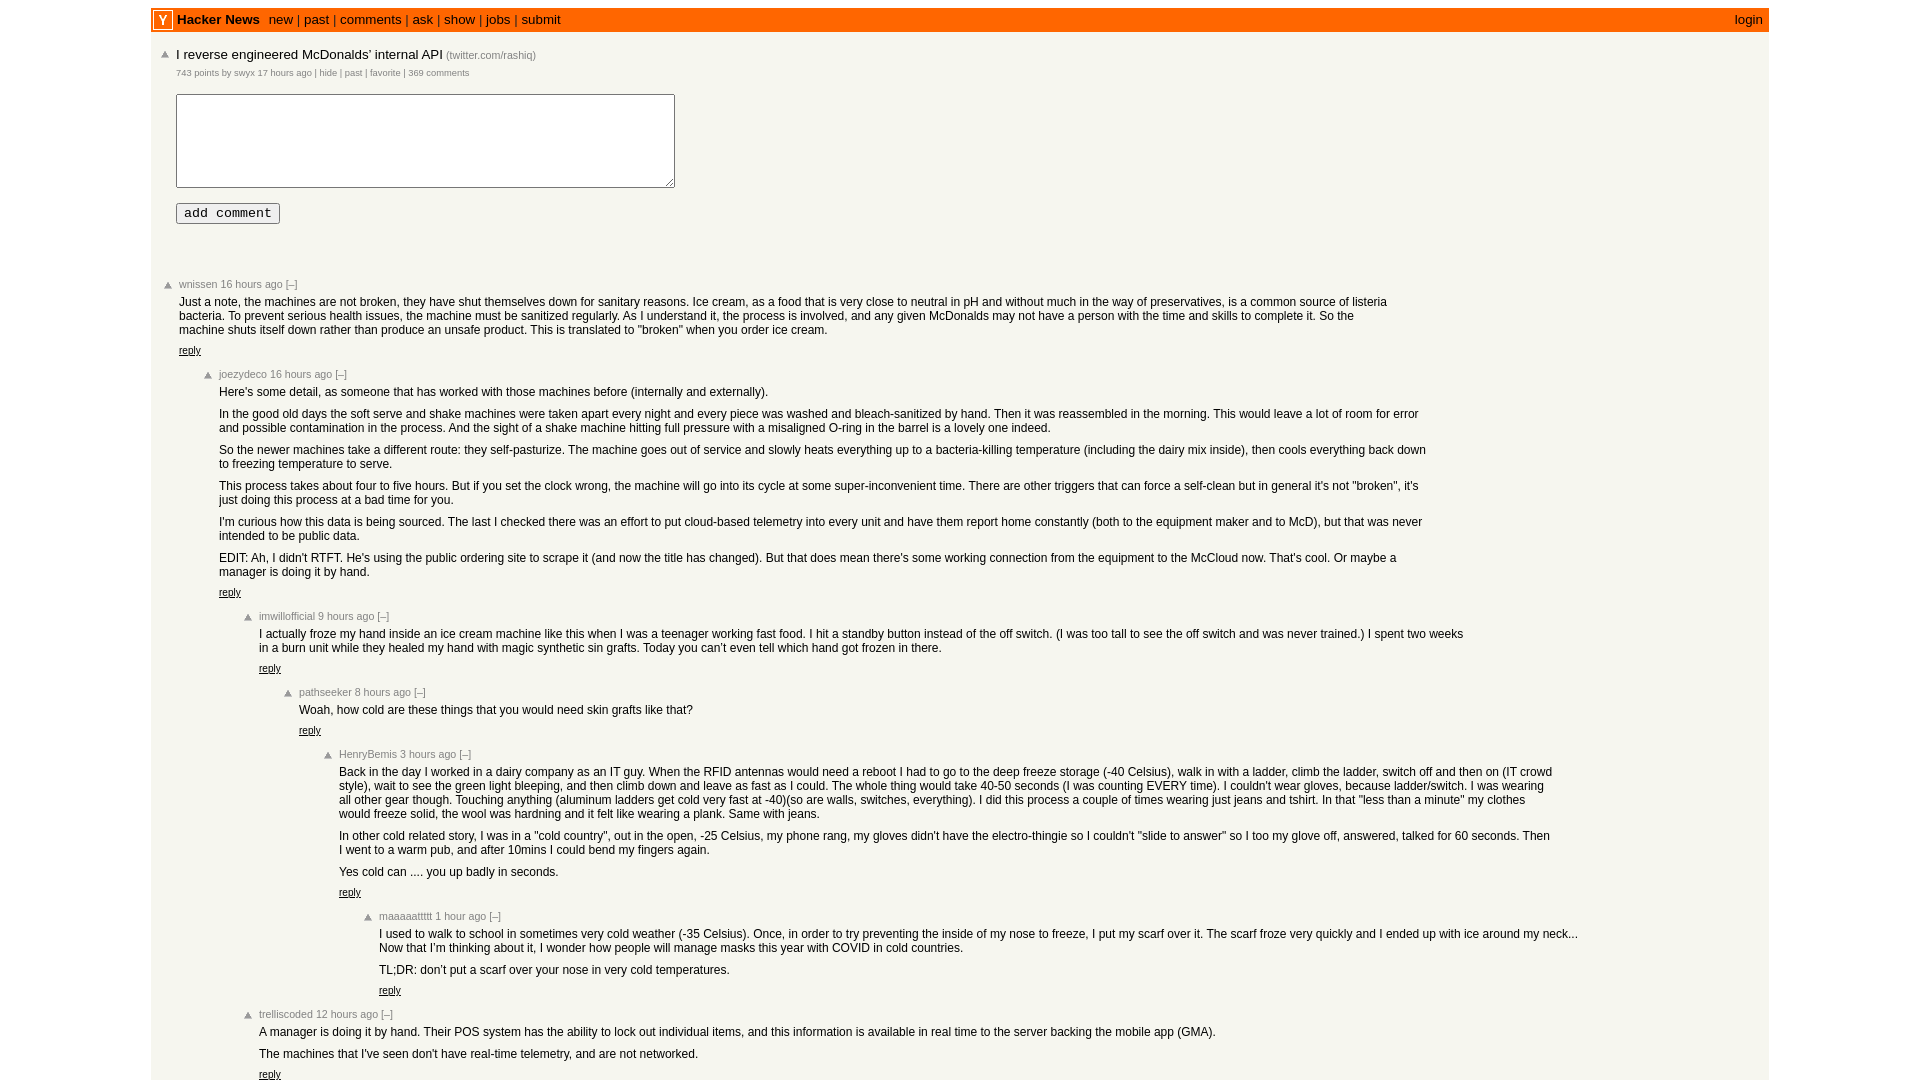 Y Hacker News new | past | comments | ask | show | jobs | submit login
I reverse engineered McDonalds' internal API (twitter.com/rashiq)
743 points by swyx 17 hours ago | hide | past | favorite | 369 comments
add comment
wnissen 16 hours ago [–]
Just a note, the machines are not broken, they have shut themselves down for sanitary reasons. Ice cream, as a food that is very close to neutral in pH and without much in the way of preservatives, is a common source of listeria
bacteria. To prevent serious health issues, the machine must be sanitized regularly. As I understand it, the process is involved, and any given McDonalds may not have a person with the time and skills to complete it. So the
machine shuts itself down rather than produce an unsafe product. This is translated to "broken" when you order ice cream.
reply
joezydeco 16 hours ago [–]
Here's some detail, as someone that has worked with those machines before (internally and externally).
In the good old days the soft serve and shake machines were taken apart every night and every piece was washed and bleach-sanitized by hand. Then it was reassembled in the morning. This would leave a lot of room for error
and possible contamination in the process. And the sight of a shake machine hitting full pressure with a misaligned O-ring in the barrel is a lovely one indeed.
So the newer machines take a different route: they self-pasturize. The machine goes out of service and slowly heats everything up to a bacteria-killing temperature (including the dairy mix inside), then cools everything back down
to freezing temperature to serve.
This process takes about four to five hours. But if you set the clock wrong, the machine will go into its cycle at some super-inconvenient time. There are other triggers that can force a self-clean but in general it's not "broken", it's
just doing this process at a bad time for you.
I'm curious how this data is being sourced. The last I checked there was an effort to put cloud-based telemetry into every unit and have them report home constantly (both to the equipment maker and to McD), but that was never
intended to be public data.
EDIT: Ah, I didn't RTFT. He's using the public ordering site to scrape it (and now the title has changed). But that does mean there's some working connection from the equipment to the McCloud now. That's cool. Or maybe a
manager is doing it by hand.
reply
imwillofficial 9 hours ago [–]
I actually froze my hand inside an ice cream machine like this when I was a teenager working fast food. I hit a standby button instead of the off switch. (I was too tall to see the off switch and was never trained.) I spent two weeks
in a burn unit while they healed my hand with magic synthetic sin grafts. Today you can’t even tell which hand got frozen in there.
reply
pathseeker 8 hours ago [–]
Woah, how cold are these things that you would need skin grafts like that?
reply
HenryBemis 3 hours ago [–]
Back in the day I worked in a dairy company as an IT guy. When the RFID antennas would need a reboot I had to go to the deep freeze storage (-40 Celsius), walk in with a ladder, climb the ladder, switch off and then on (IT crowd
style), wait to see the green light bleeping, and then climb down and leave as fast as I could. The whole thing would take 40-50 seconds (I was counting EVERY time). I couldn't wear gloves, because ladder/switch. I was wearing
all other gear though. Touching anything (aluminum ladders get cold very fast at -40)(so are walls, switches, everything). I did this process a couple of times wearing just jeans and tshirt. In that "less than a minute" my clothes
would freeze solid, the wool was hardning and it felt like wearing a plank. Same with jeans.
In other cold related story, I was in a "cold country", out in the open, -25 Celsius, my phone rang, my gloves didn't have the electro-thingie so I couldn't "slide to answer" so I too my glove off, answered, talked for 60 seconds. Then
I went to a warm pub, and after 10mins I could bend my fingers again.
Yes cold can .... you up badly in seconds.
reply
maaaaattttt 1 hour ago [–]
I used to walk to school in sometimes very cold weather (-35 Celsius). Once, in order to try preventing the inside of my nose to freeze, I put my scarf over it. The scarf froze very quickly and I ended up with ice around my neck...
Now that I’m thinking about it, I wonder how people will manage masks this year with COVID in cold countries.
TL;DR: don’t put a scarf over your nose in very cold temperatures.
reply
trelliscoded 12 hours ago [–]
A manager is doing it by hand. Their POS system has the ability to lock out individual items, and this information is available in real time to the server backing the mobile app (GMA).
The machines that I've seen don't have real-time telemetry, and are not networked.
reply